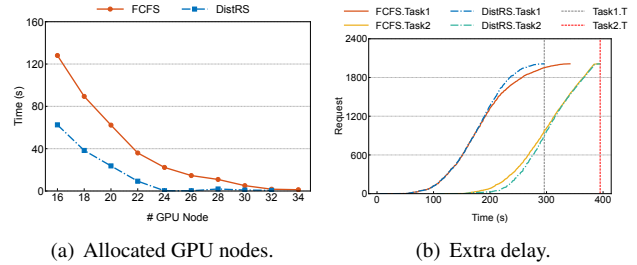 FCFS DistRS
160
120
80
40
0
Time (s)
16 18 20 22 24 26 28 30 32 34
# GPU Node
(a) Allocated GPU nodes.
FCFS.Task1 DistRS.Task1 Task1.T
FCFS.Task2 DistRS.Task2 Task2.T
2400
1800
1200
600
0
Request
0 100 200 300 400
Time (s)
(b) Extra delay.